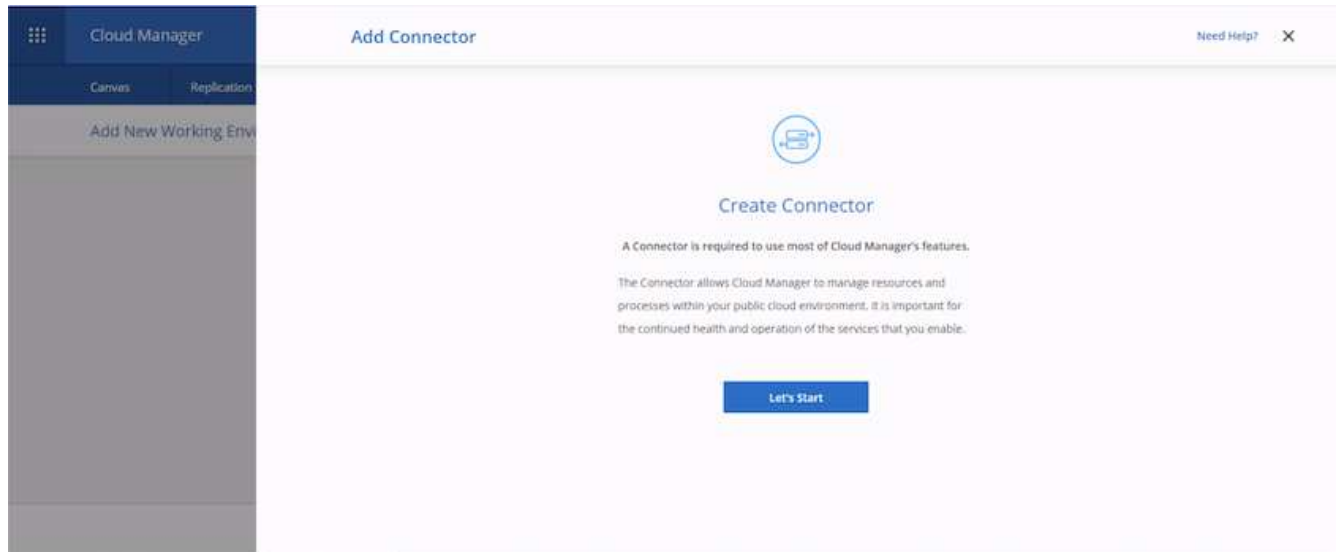 Cloud Manager
Add Connector
Need Help?
Canvas
Replication
Add New Working Envi
Create Connector
A Connector is required to use most of Cloud Manager's features.
The Connector allows Cloud Manager to manage resources and
processes within your public cloud environment. It is important for
the continued health and operation of the services that you enable.
Let's Start